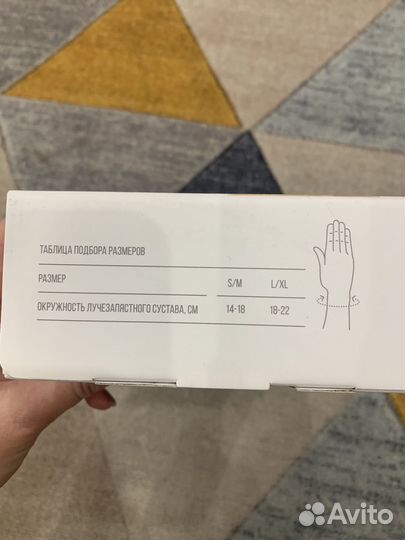 ТАБЛИЦА ПОДБОРА РАЗМЕРОВ
РАЗМЕР S/M L/XL
ОКРУЖНОСТЬ ЛУЧЕЗАПЯСТНОГО СУСТАВА, СМ 14-18 18-22
Avito